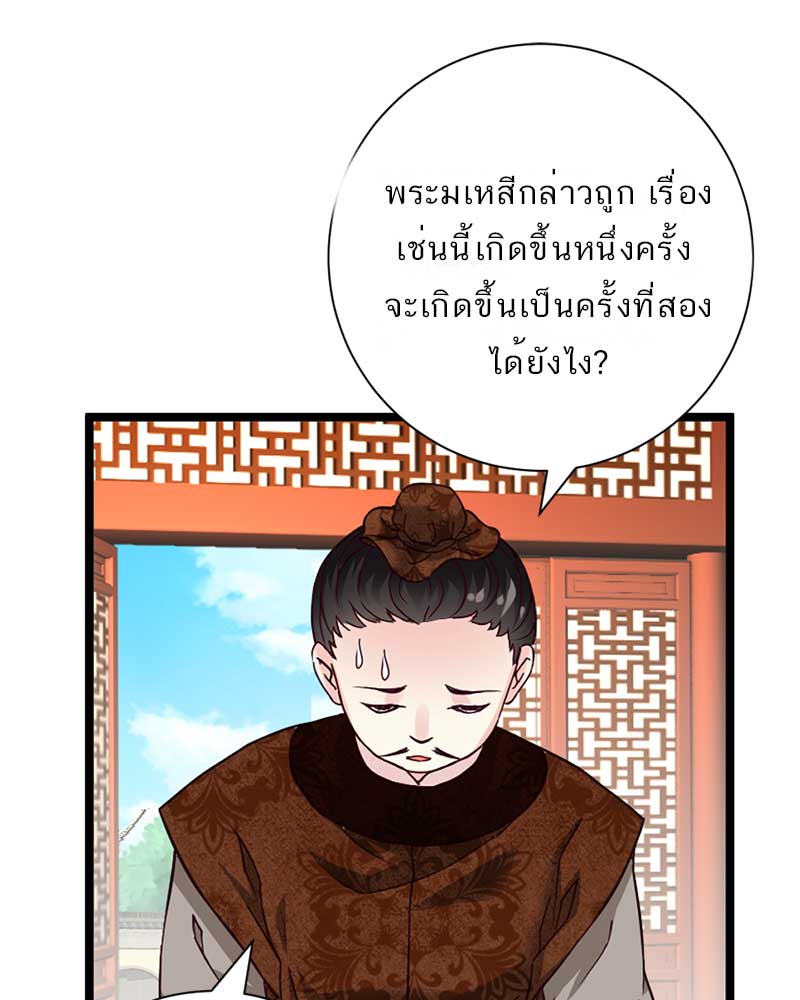 พระมเหสีกล่าวถูก เรื่อง
เช่นนี้เกิดขึ้นหนึ่งครั้ง
จะเกิดขึ้นเป็นครั้งที่สอง
ได้ยังไง?